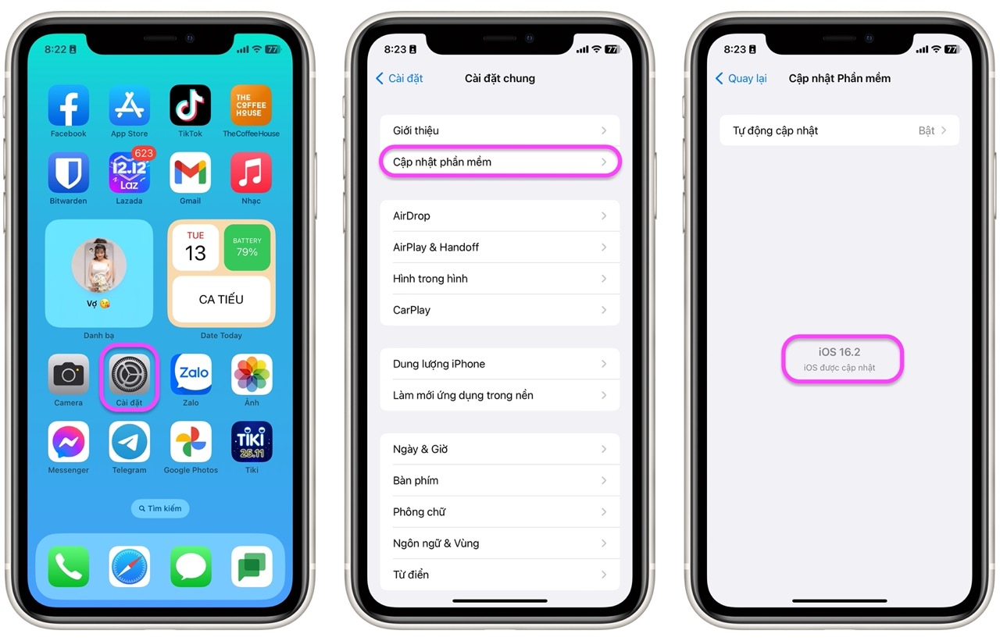 8:22
77
THE
COFFEE
HOUSE
Facebook
App Store
TikTok
TheCoffeeHouse
623
12.12
Laz
Bitwarden
Lazada
Gmail
Nhạc
TUE
13
BATTERY
79%
CA TIẾU
Vợ 😘
Danh bạ
Date Today
Zalo
Camera
Cài đặt
Zalo
Ảnh
TIKI
25.11
Messenger
Telegram
Google Photos
Tiki
Tìm kiếm
8:23
77
Cài đặt
Cài đặt chung
Giới thiệu
Cập nhật phần mềm
AirDrop
AirPlay & Handoff
Hình trong hình
CarPlay
Dung lượng iPhone
Làm mới ứng dụng trong nền
Ngày & Giờ
Bàn phím
Phông chữ
Ngôn ngữ & Vùng
Từ điển
8:23
77
Quay lại
Cập nhật Phần mềm
Tự động cập nhật
Bật
iOS 16.2
iOS được cập nhật